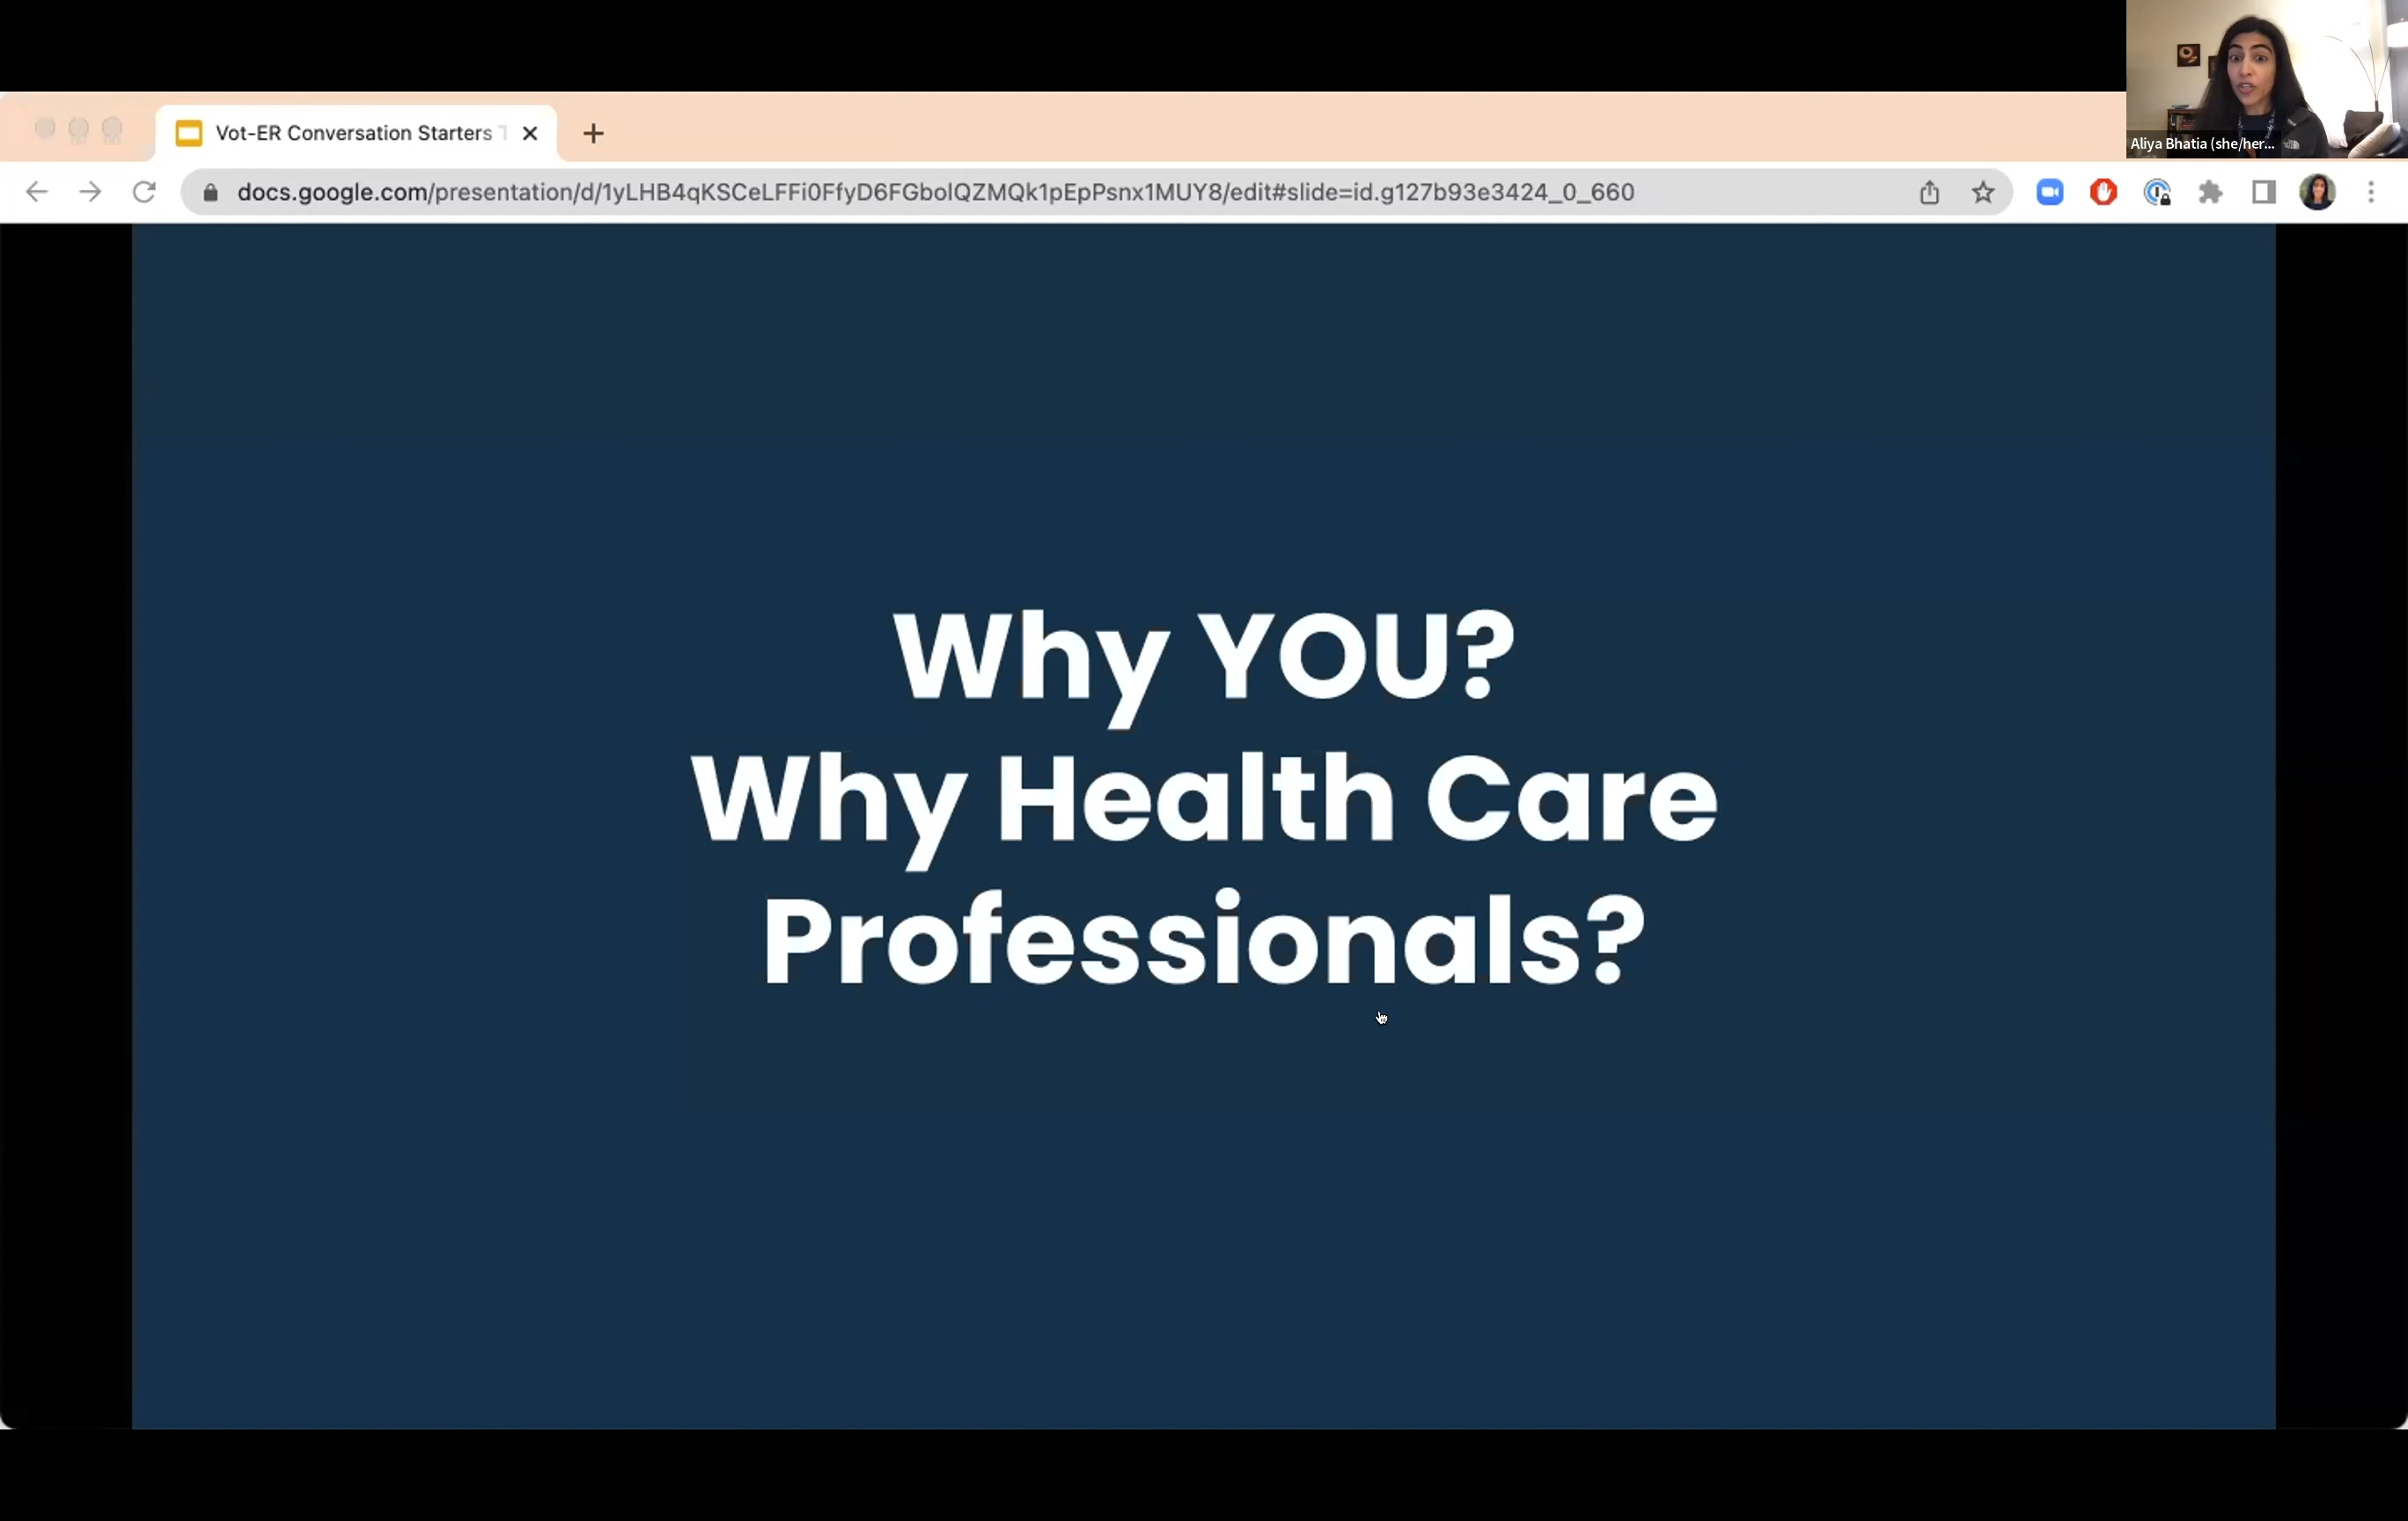 Aliya Bhatia (she/her...
Vot-ER Conversation Starters
docs.google.com/presentation/d/1yLHB4qKSCeLFFi0FfyD6FGbolQZMQk1pEpPsnx1MUY8/edit#slide=id.g127b93e3424_0_660
Why YOU?
Why Health Care
Professionals?